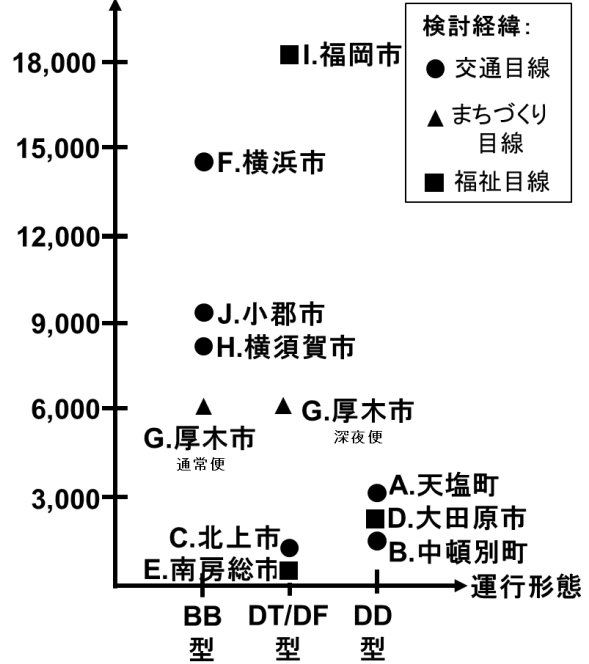 検討経緯：
交通目線
まちづくり
目線
福祉目線
18,000
I.福岡市
15,000
F.横浜市
12,000
9,000
J.小郡市
H.横須賀市
6,000
G.厚木市
通常便
G.厚木市
深夜便
3,000
A.天塩町
D.大田原市
B.中頓別町
C.北上市
E.南房総市
運行形態
BB
型
DT/DF
型
DD
型